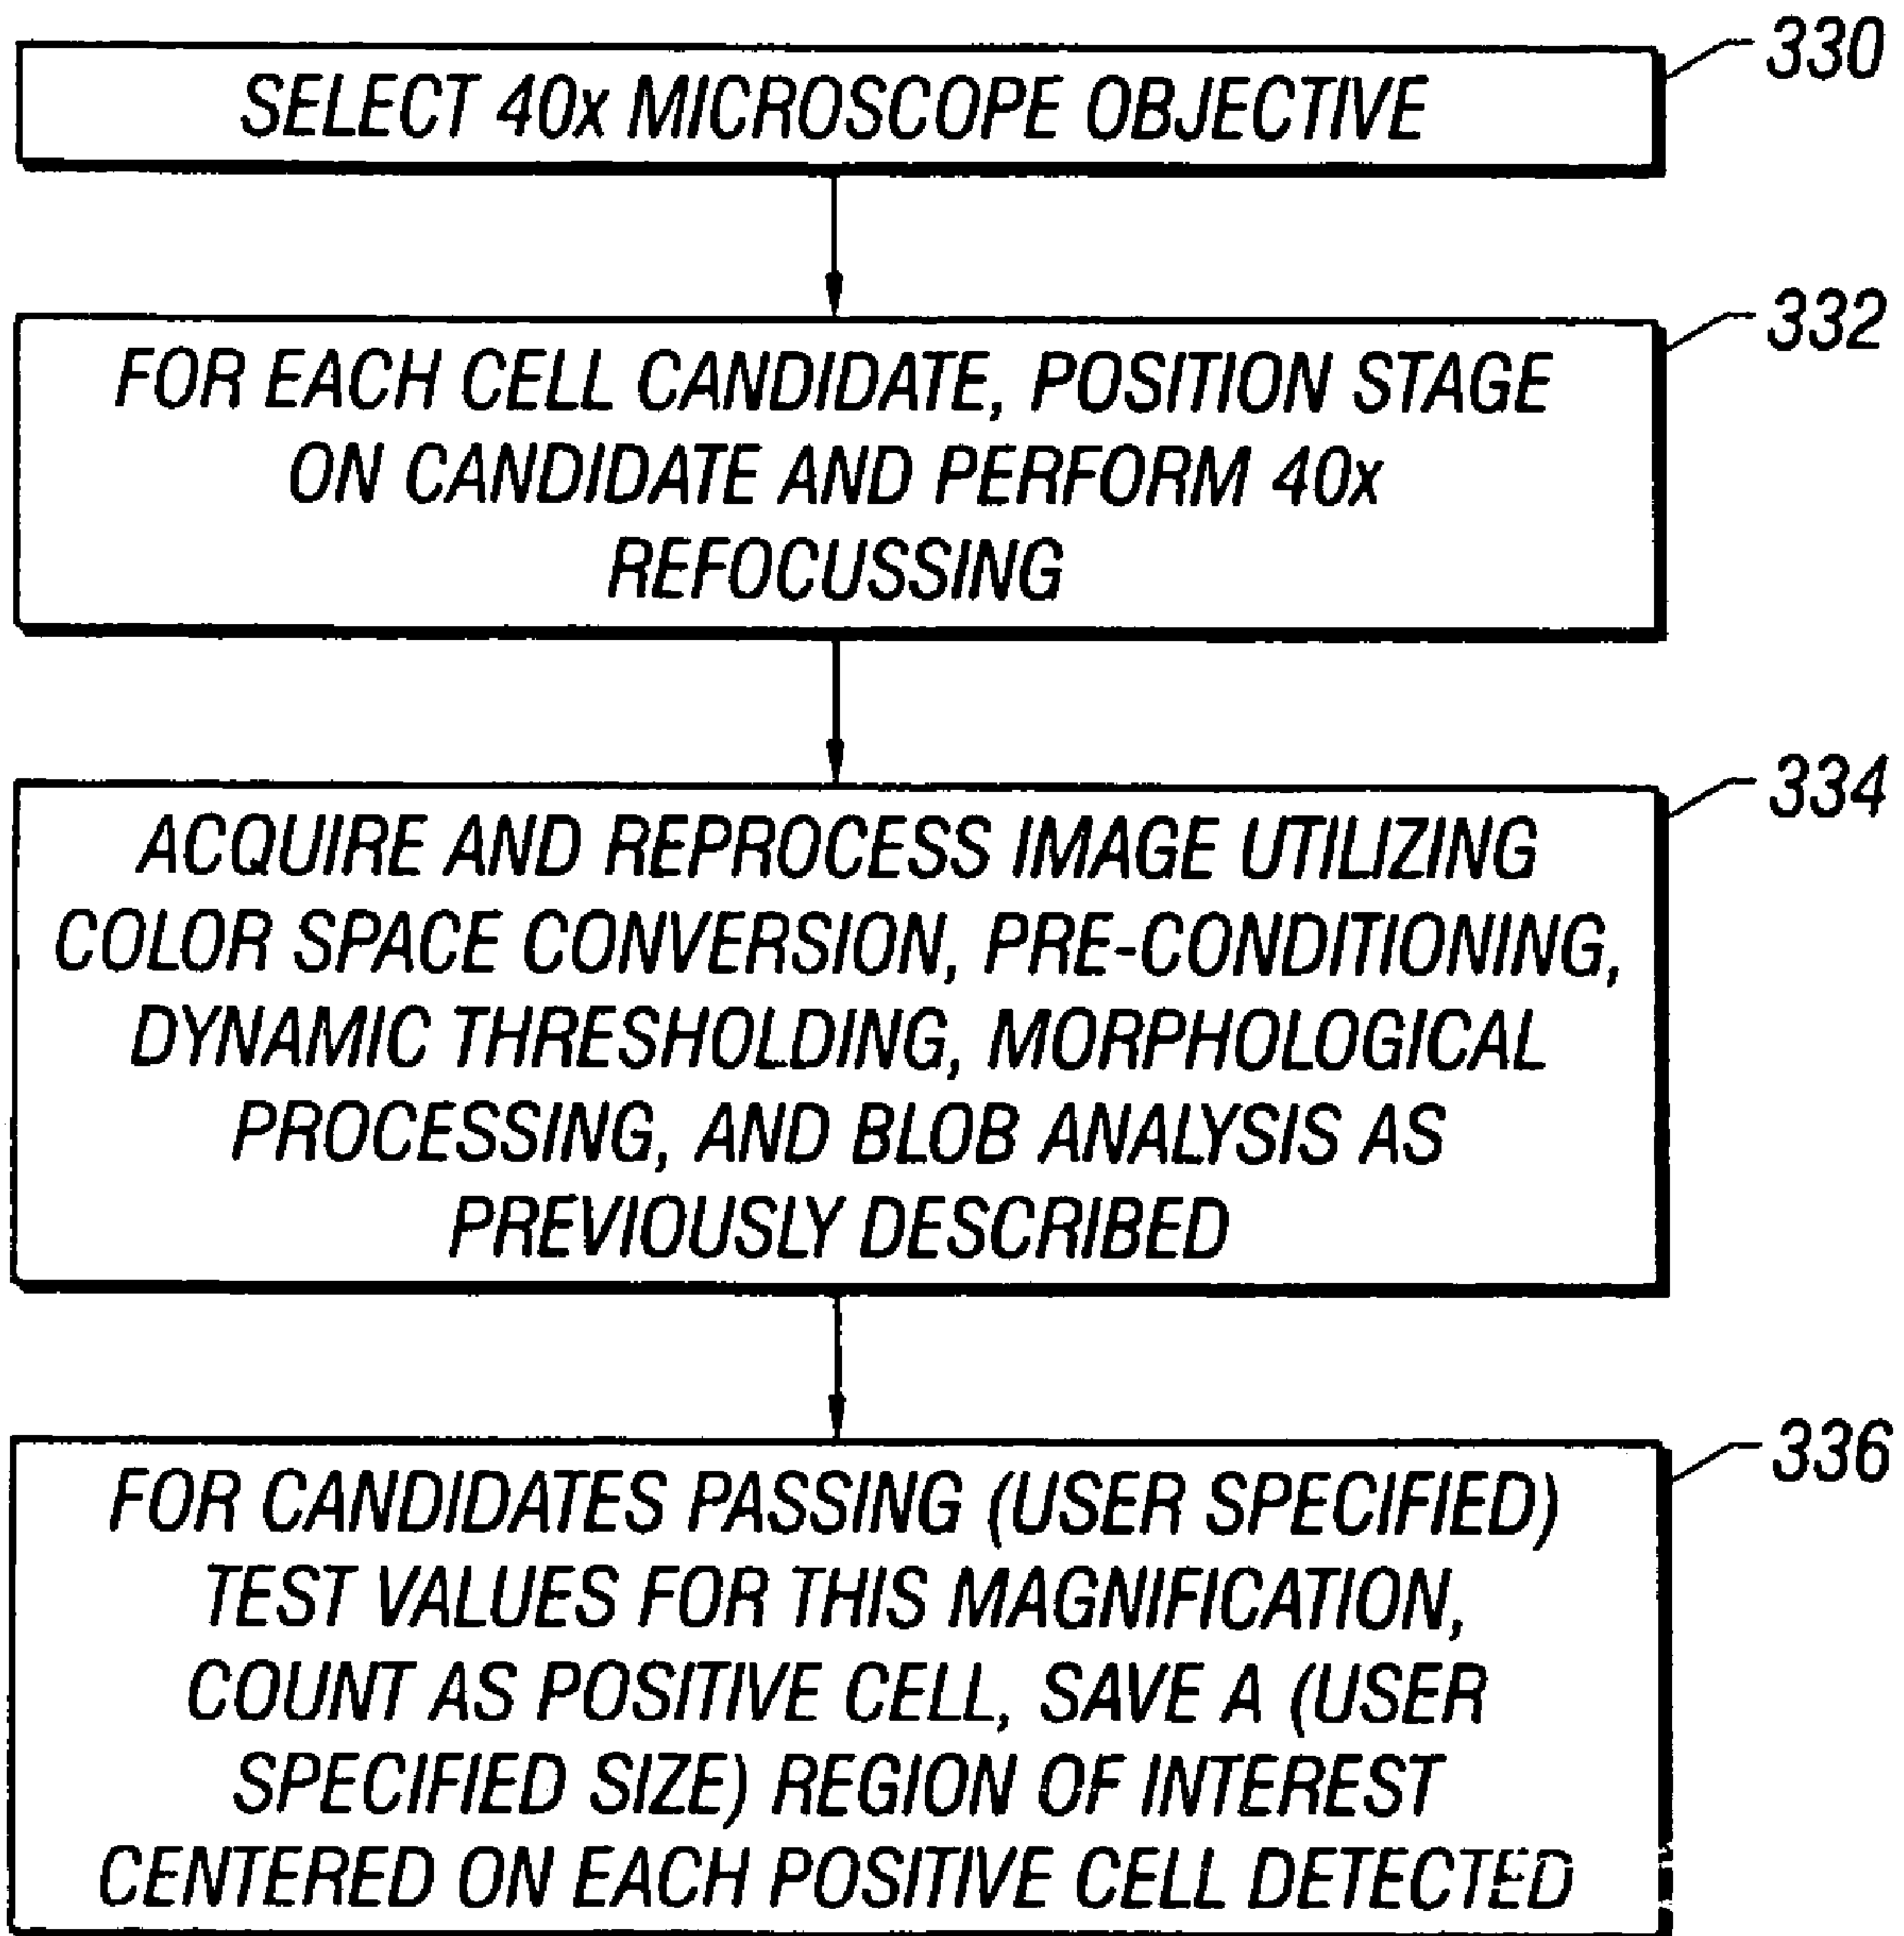 SELECT 40x MICROSCOPE OBJECTIVE
330
FOR EACH CELL CANDIDATE, POSITION STAGE
ON CANDIDATE AND PERFORM 40x
REFOCUSSING
332
ACQUIRE AND REPROCESS IMAGE UTILIZING
COLOR SPACE CONVERSION, PRE-CONDITIONING,
DYNAMIC THRESHOLDING, MORPHOLOGICAL
PROCESSING, AND BLOB ANALYSIS AS
PREVIOUSLY DESCRIBED
334
FOR CANDIDATES PASSING (USER SPECIFIED)
TEST VALUES FOR THIS MAGNIFICATION,
COUNT AS POSITIVE CELL, SAVE A (USER
SPECIFIED SIZE) REGION OF INTEREST
CENTERED ON EACH POSITIVE CELL DETECTED
336